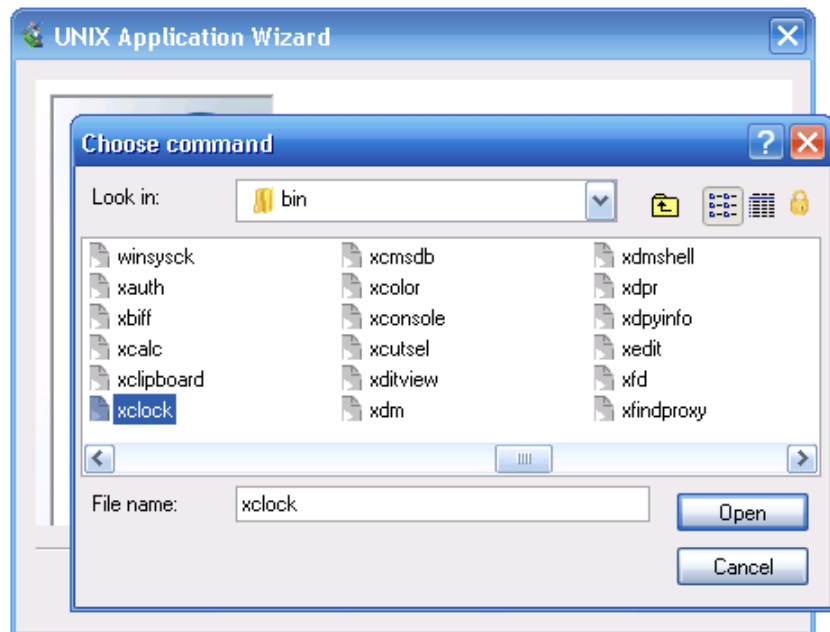 UNIX Application Wizard
Choose command
Look in: bin
winsysck xcmsdb xdmshell
xauth xcolor xdpr
xbiff xconsole xdpyinfo
xcalc xcutsel xedit
xclipboard xditview xfd
xclock xdm xfindproxy
File name: xclock Open
Cancel